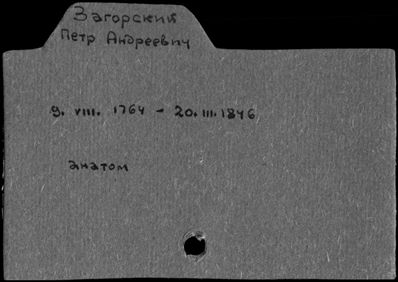 Загорский
Петр Андреевич
9. VIII. 1764 - 20. III. 1846
анатом